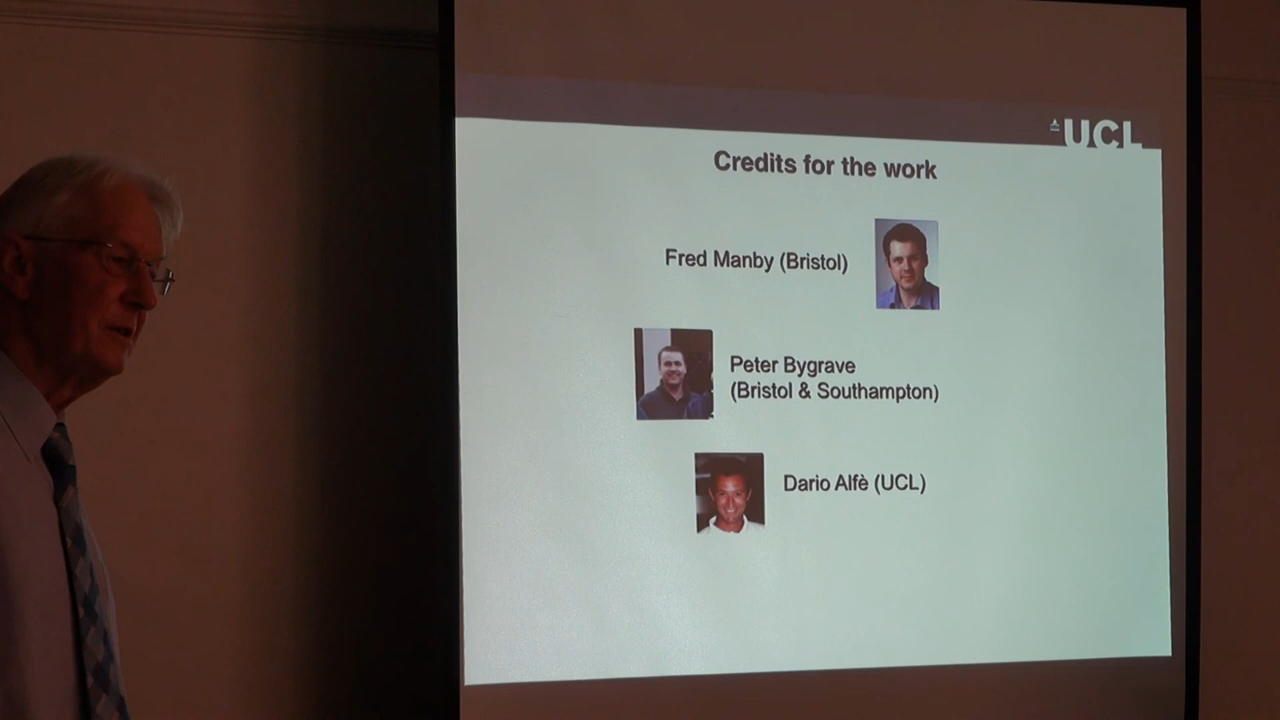 UCL
Credits for the work
Fred Manby (Bristol)
Peter Bygrave
(Bristol & Southampton)
Dario Alfè (UCL)